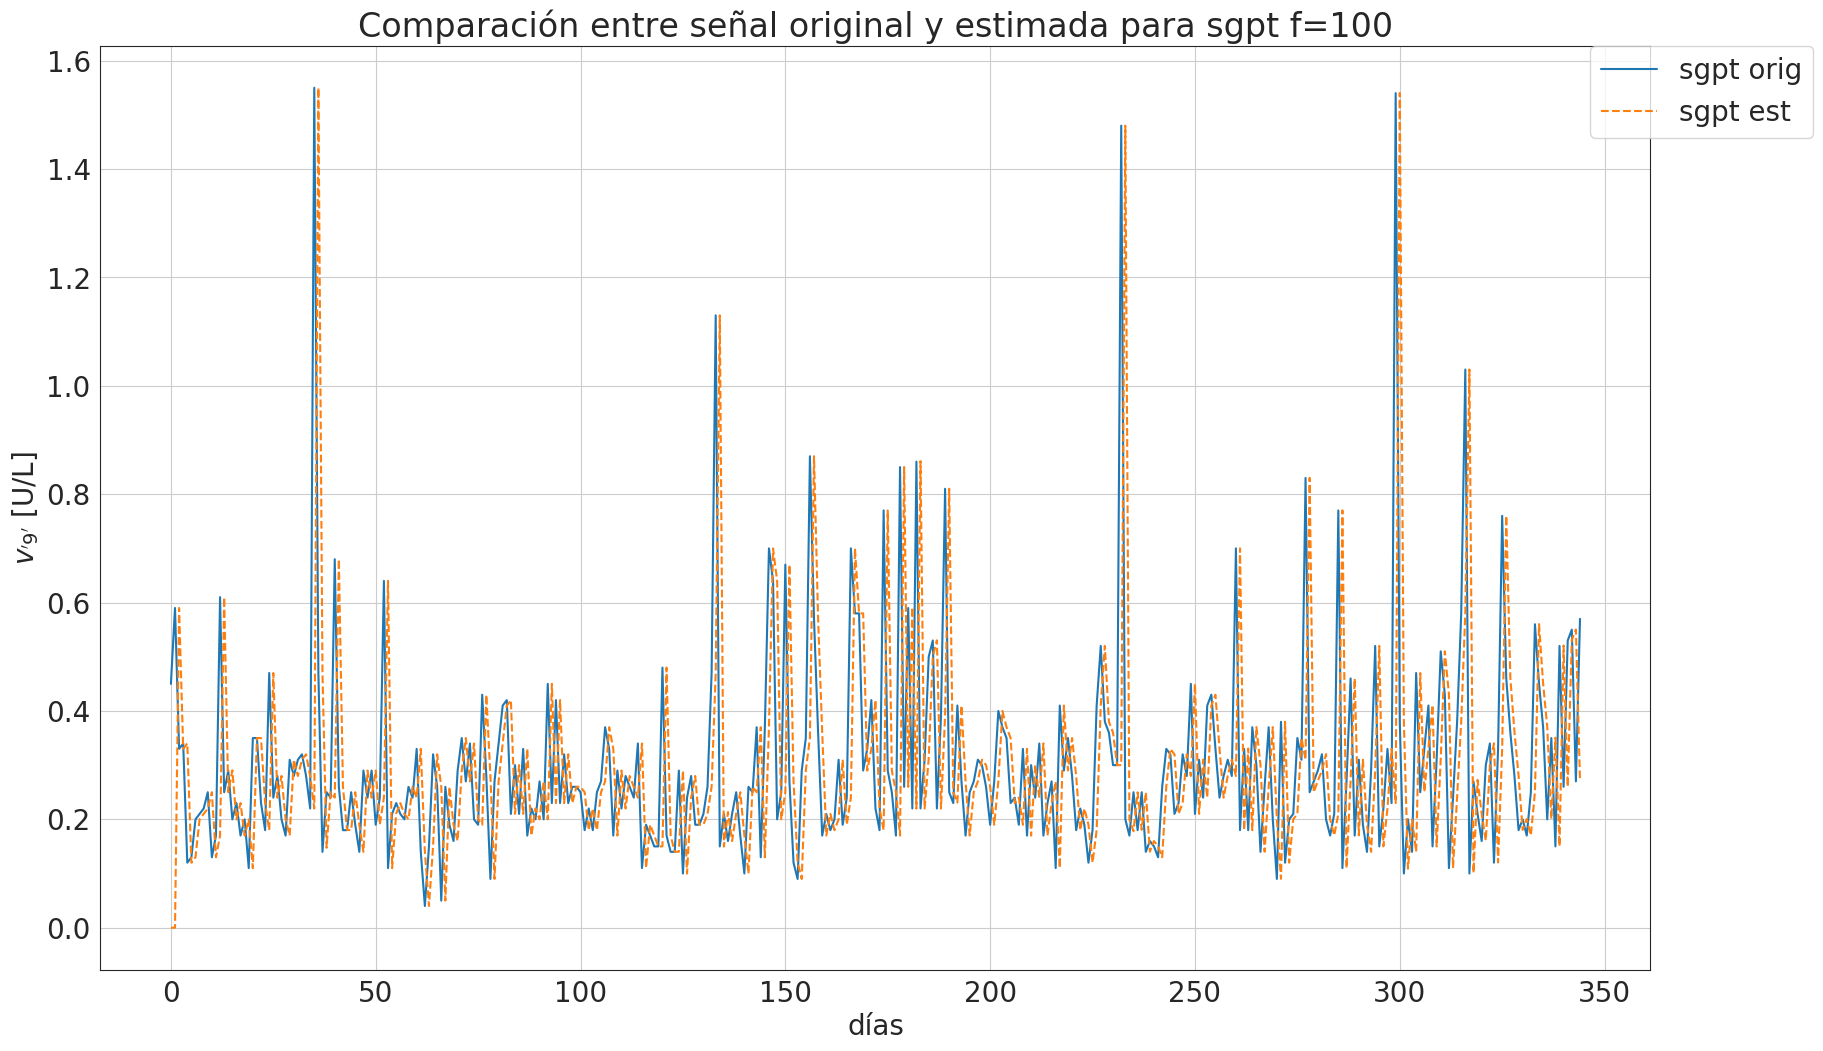 Comparación entre señal original y estimada para sgpt f=100
sgpt orig
sgpt est
1.6
1.4
1.2
1.0
0.8
0.6
0.4
0.2
0.0
v'9' [U/L]
0 50 100 150 200 250 300 350
días